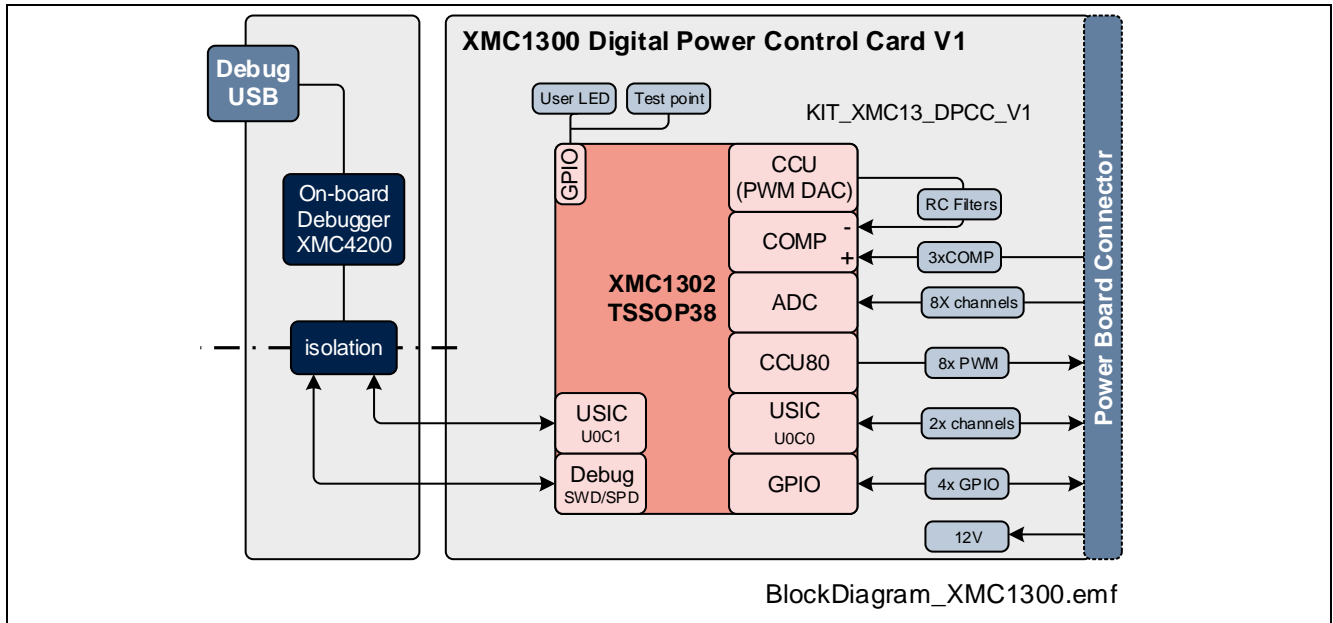 XMC1300 Digital Power Control Card V1
Debug
USB
User LED
Test point
KIT_XMC13_DPCC_V1
GPIO
CCU
(PWM DAC)
RC Filters
On-board
Debugger
XMC4200
COMP
-
+
3xCOMP
XMC1302
TSSOP38
ADC
8X channels
isolation
CCU80
8x PWM
USIC
U0C1
USIC
U0C0
2x channels
Debug
SWD/SPD
GPIO
4x GPIO
12V
Power Board Connector
BlockDiagram_XMC1300.emf